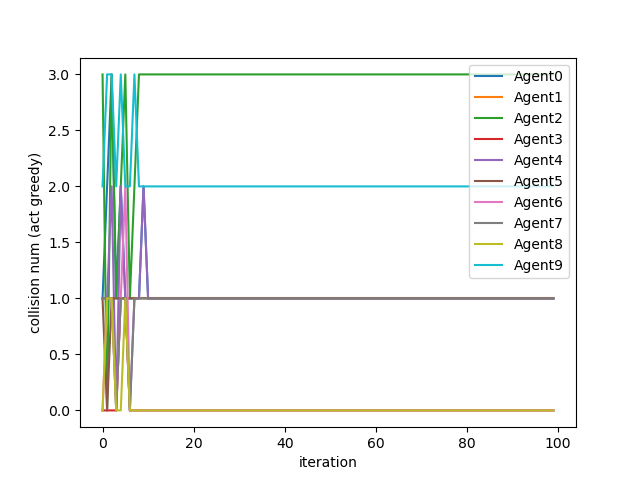 collision num (act greedy)
3.0
2.5
2.0
1.5
1.0
0.5
0.0
0
20
40
60
80
100
iteration
Agent0
Agent1
Agent2
Agent3
Agent4
Agent5
Agent6
Agent7
Agent8
Agent9